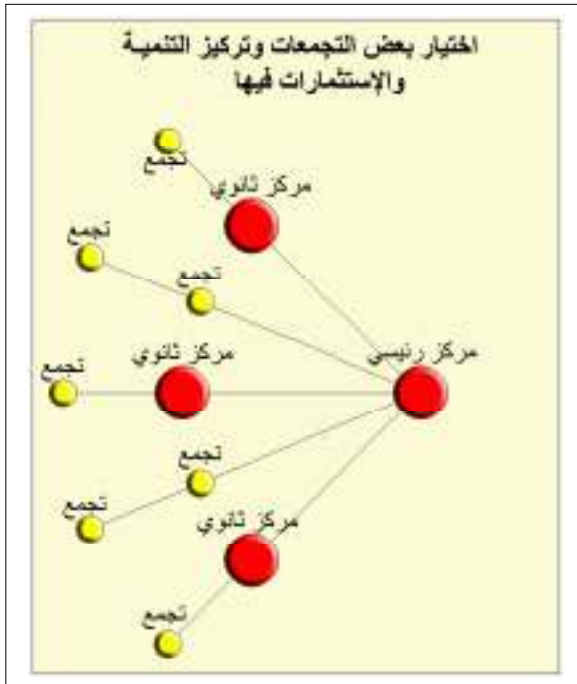 اختيار بعض التجمعات وتركيز التنمية
والإستثمارات فيها
تجمع
مركز ثانوي
تجمع
تجمع
مركز رئيسي
مركز ثانوي
تجمع
تجمع
تجمع
مركز ثانوي
تجمع